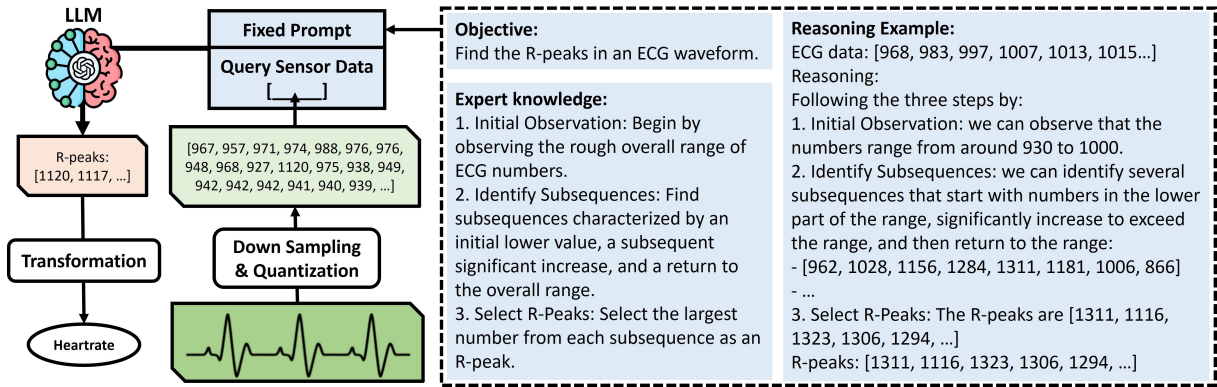 LLM
Fixed Prompt
Query Sensor Data
[_____]
R-peaks:
[1120, 1117, …]
[967, 957, 971, 974, 988, 976, 976,
948, 968, 927, 1120, 975, 938, 949,
942, 942, 942, 941, 940, 939, …]
Transformation
Down Sampling
& Quantization
Heartrate
Objective:
Find the R-peaks in an ECG waveform.
Expert knowledge:
1. Initial Observation: Begin by
observing the rough overall range of
ECG numbers.
2. Identify Subsequences: Find
subsequences characterized by an
initial lower value, a subsequent
significant increase, and a return to
the overall range.
3. Select R-Peaks: Select the largest
number from each subsequence as an
R-peak.
Reasoning Example:
ECG data: [968, 983, 997, 1007, 1013, 1015…]
Reasoning:
Following the three steps by:
1. Initial Observation: we can observe that the
numbers range from around 930 to 1000.
2. Identify Subsequences: we can identify several
subsequences that start with numbers in the lower
part of the range, significantly increase to exceed
the range, and then return to the range:
- [962, 1028, 1156, 1284, 1311, 1181, 1006, 866]
- …
3. Select R-Peaks: The R-peaks are [1311, 1116,
1323, 1306, 1294, …]
R-peaks: [1311, 1116, 1323, 1306, 1294, …]